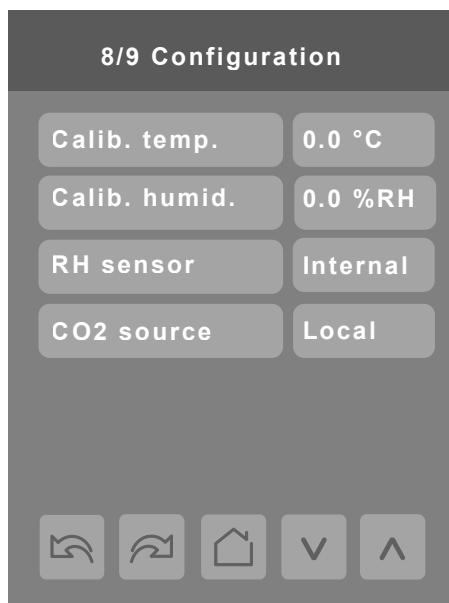 8/9 Configuration
Calib. temp. 0.0 °C
Calib. humid. 0.0 %RH
RH sensor Internal
CO2 source Local